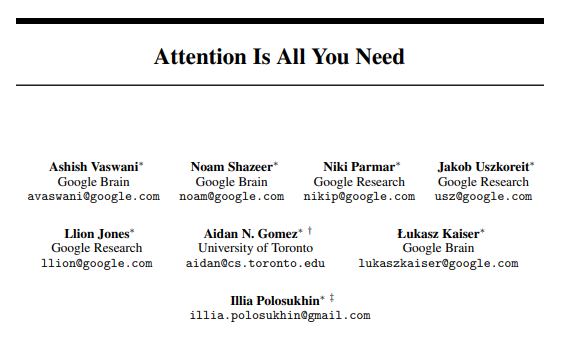 Attention Is All You Need
Ashish Vaswani* Noam Shazeer* Niki Parmar* Jakob Uszkoreit*
Google Brain Google Brain Google Research Google Research
avaswani@google.com noam@google.com nikip@google.com usz@google.com
Llion Jones* Aidan N. Gomez* † Łukasz Kaiser*
Google Research University of Toronto Google Brain
llion@google.com aidan@cs.toronto.edu lukaszkaiser@google.com
Illia Polosukhin* ‡
illia.polosukhin@gmail.com